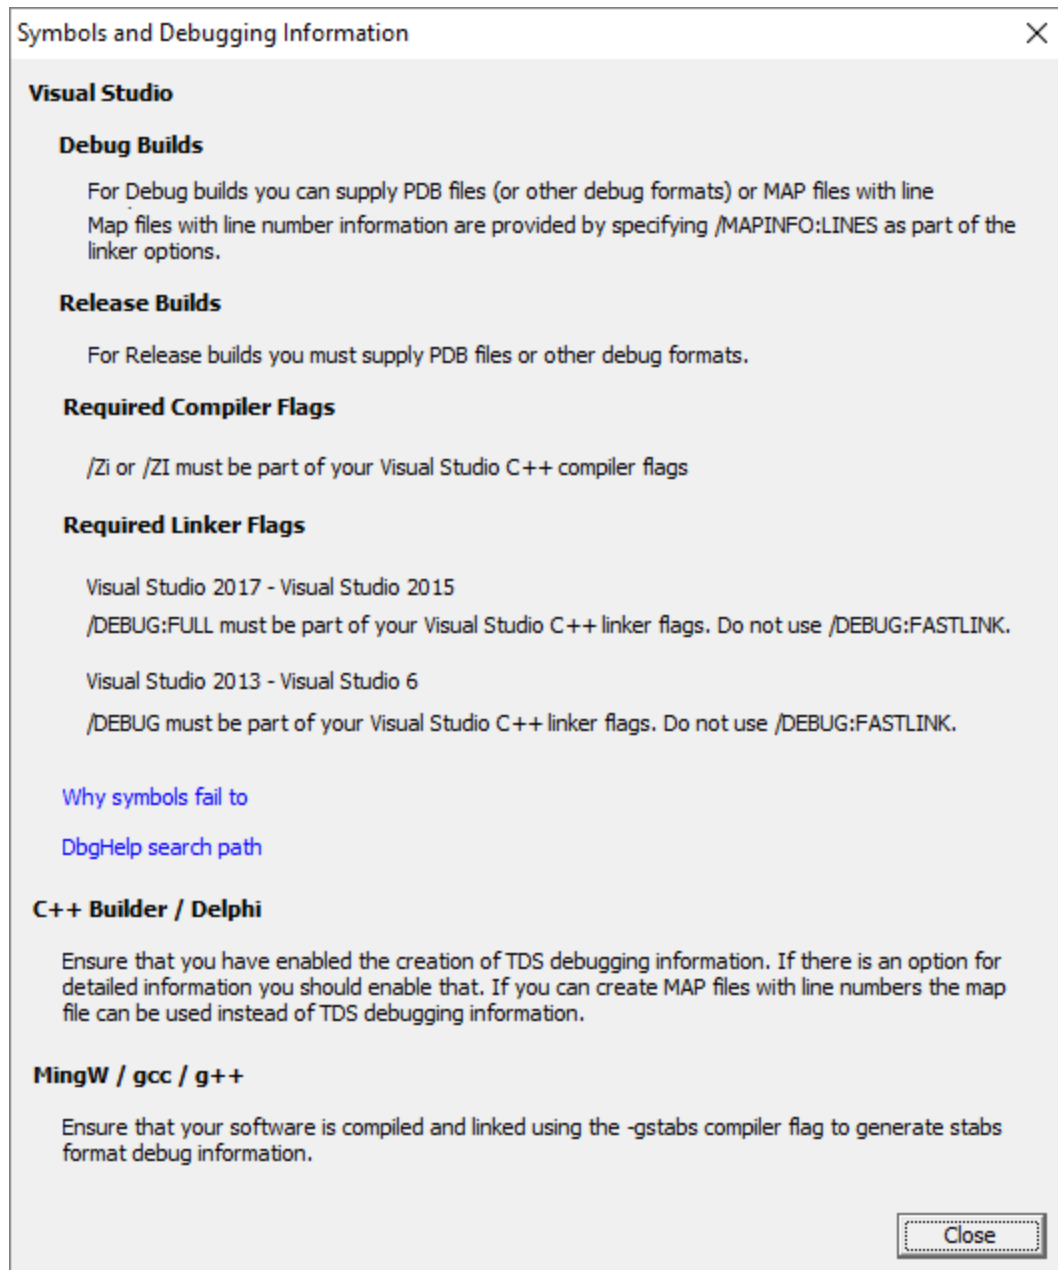 Symbols and Debugging Information
Visual Studio
Debug Builds
For Debug builds you can supply PDB files (or other debug formats) or MAP files with line
Map files with line number information are provided by specifying /MAPINFO:LINES as part of the
linker options.
Release Builds
For Release builds you must supply PDB files or other debug formats.
Required Compiler Flags
/Zi or /ZI must be part of your Visual Studio C++ compiler flags
Required Linker Flags
Visual Studio 2017 - Visual Studio 2015
/DEBUG:FULL must be part of your Visual Studio C++ linker flags. Do not use /DEBUG:FASTLINK.
Visual Studio 2013 - Visual Studio 6
/DEBUG must be part of your Visual Studio C++ linker flags. Do not use /DEBUG:FASTLINK.
Why symbols fail to
DbgHelp search path
C++ Builder / Delphi
Ensure that you have enabled the creation of TDS debugging information. If there is an option for
detailed information you should enable that. If you can create MAP files with line numbers the map
file can be used instead of TDS debugging information.
MingW / gcc / g++
Ensure that your software is compiled and linked using the -gstabs compiler flag to generate stabs
format debug information.
Close